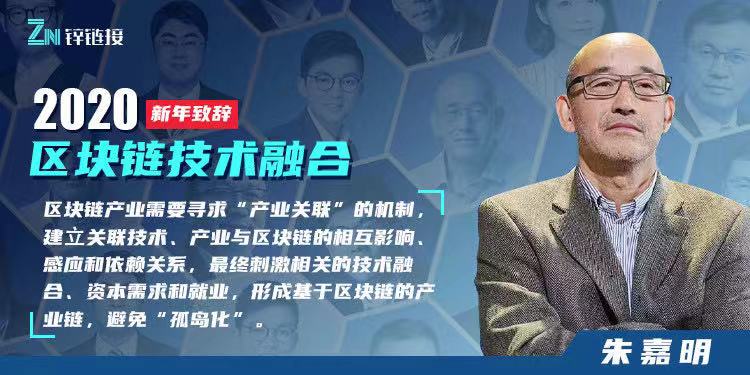 ZN 锌链接
2020 新年致辞
区块链技术融合
区块链产业需要寻求“产业关联”的机制，
建立关联技术、产业与区块链的相互影响、
感应和依赖关系，最终刺激相关的技术融
合、资本需求和就业，形成基于区块链的产
业链，避免“孤岛化”。
朱嘉明